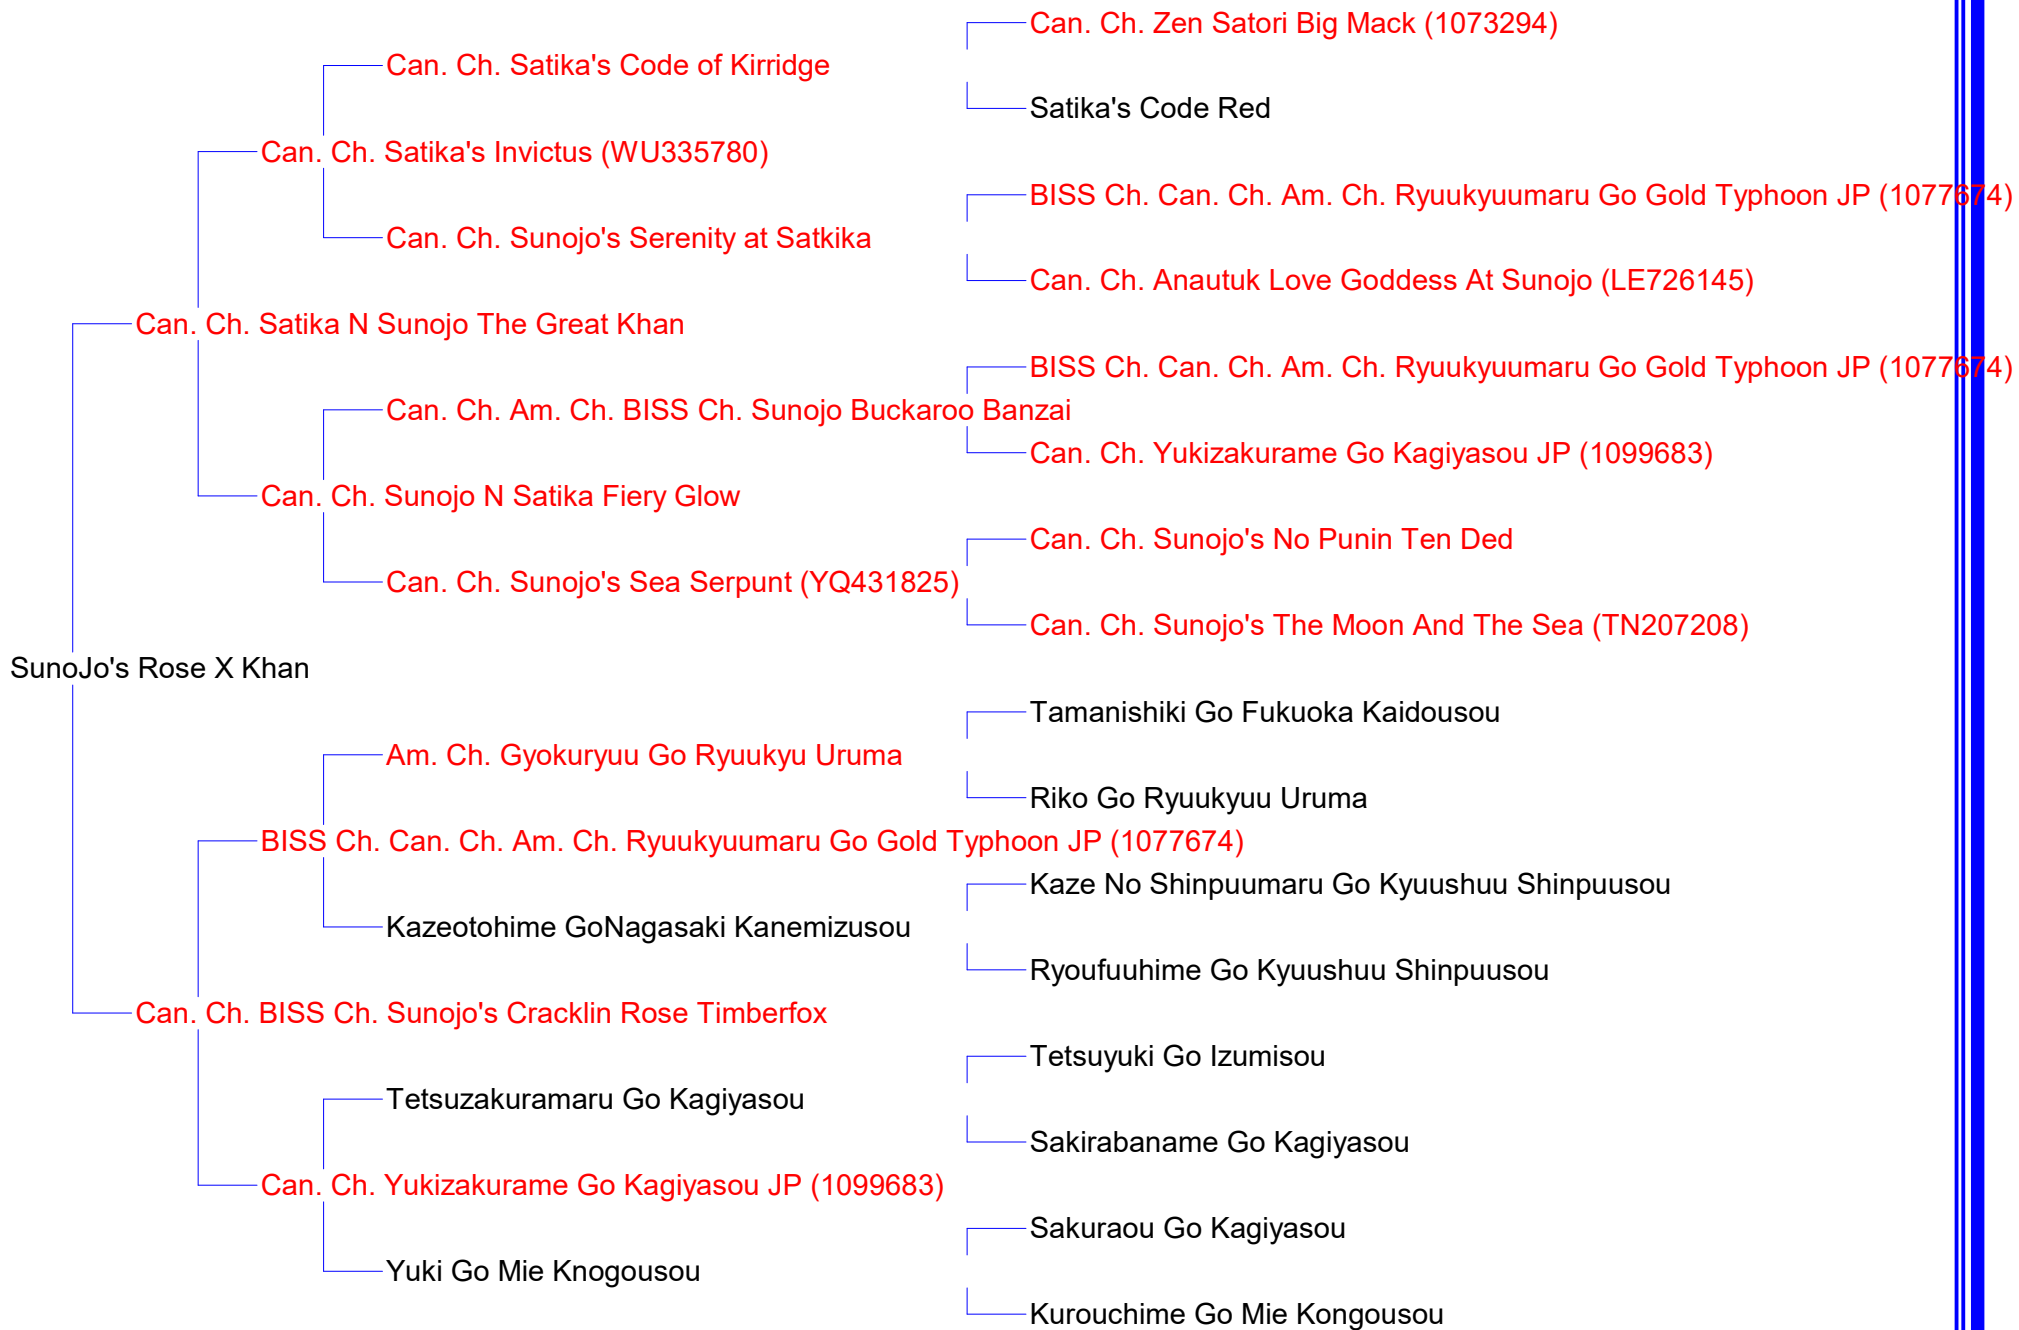 Can. Ch. Zen Satori Big Mack (1073294)
Can. Ch. Satika's Code of Kirridge
Satika's Code Red
Can. Ch. Satika's Invictus (WU335780)
BISS Ch. Can. Ch. Am. Ch. Ryuukyuumaru Go Gold Typhoon JP (1077674)
Can. Ch. Sunojo's Serenity at Satkika
Can. Ch. Anautuk Love Goddess At Sunojo (LE726145)
Can. Ch. Satika N Sunojo The Great Khan
BISS Ch. Can. Ch. Am. Ch. Ryuukyuumaru Go Gold Typhoon JP (1077674)
Can. Ch. Am. Ch. BISS Ch. Sunojo Buckaroo Banzai
Can. Ch. Yukizakurame Go Kagiyasou JP (1099683)
Can. Ch. Sunojo N Satika Fiery Glow
Can. Ch. Sunojo's No Punin Ten Ded
Can. Ch. Sunojo's Sea Serpunt (YQ431825)
Can. Ch. Sunojo's The Moon And The Sea (TN207208)
SunoJo's Rose X Khan
Tamanishiki Go Fukuoka Kaidousou
Am. Ch. Gyokuryuu Go Ryuukyu Uruma
Riko Go Ryuukyuu Uruma
BISS Ch. Can. Ch. Am. Ch. Ryuukyuumaru Go Gold Typhoon JP (1077674)
Kaze No Shinpuumaru Go Kyuushuu Shinpuusou
Kazeotohime GoNagasaki Kanemizusou
Ryoufuuhime Go Kyuushuu Shinpuusou
Can. Ch. BISS Ch. Sunojo's Cracklin Rose Timberfox
Tetsuyuki Go Izumisou
Tetsuzakuramaru Go Kagiyasou
Sakirabaname Go Kagiyasou
Can. Ch. Yukizakurame Go Kagiyasou JP (1099683)
Sakuraou Go Kagiyasou
Yuki Go Mie Knogousou
Kurouchime Go Mie Kongousou